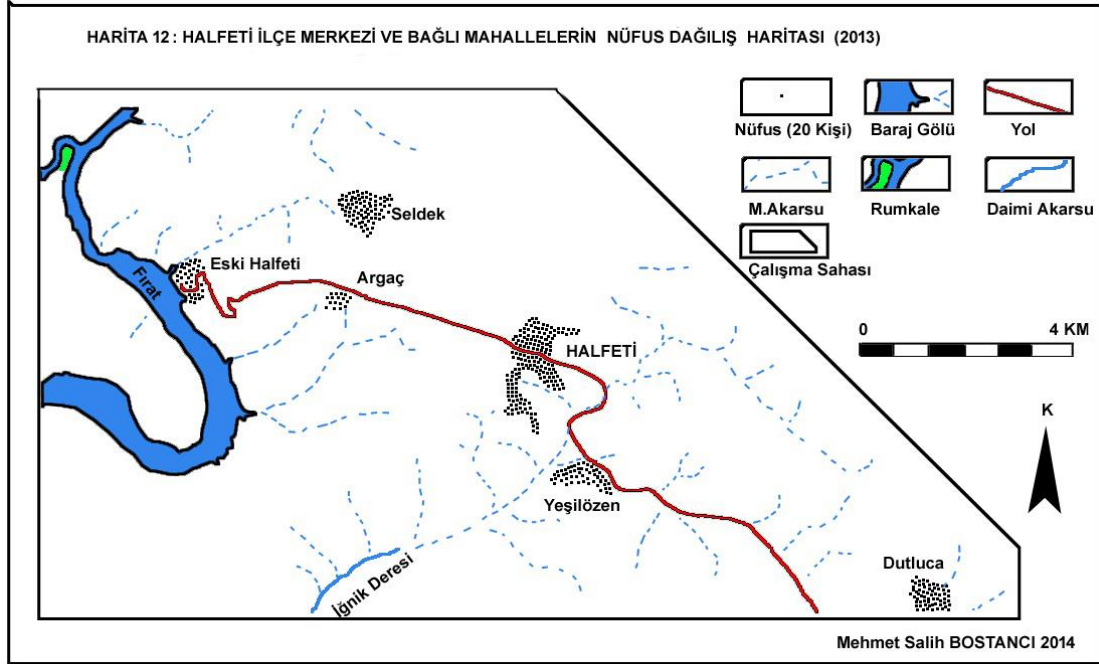 HARİTA 12 : HALFETİ İLÇE MERKEZİ VE BAĞLI MAHALLELERİN NÜFUS DAĞILIŞ HARİTASI (2013)
Nüfus (20 Kişi)
Baraj Gölü
Yol
M.Akarsu
Rumkale
Daimi Akarsu
Çalışma Sahası
0 4 KM
K
Seldek
Eski Halfeti
Fırat
Argaç
HALFETİ
Yeşilözen
İğnik Deresi
Dutluca
Mehmet Salih BOSTANCI 2014